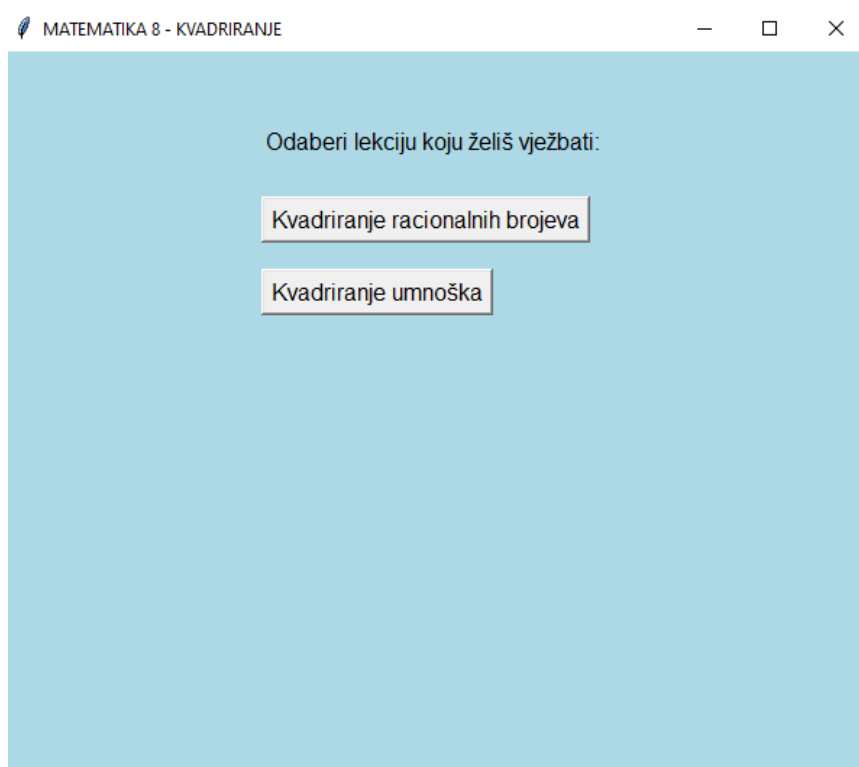 MATEMATIKA 8 - KVADRIRANJE
Odaberi lekciju koju želiš vježbati:
Kvadriranje racionalnih brojeva
Kvadriranje umnoška